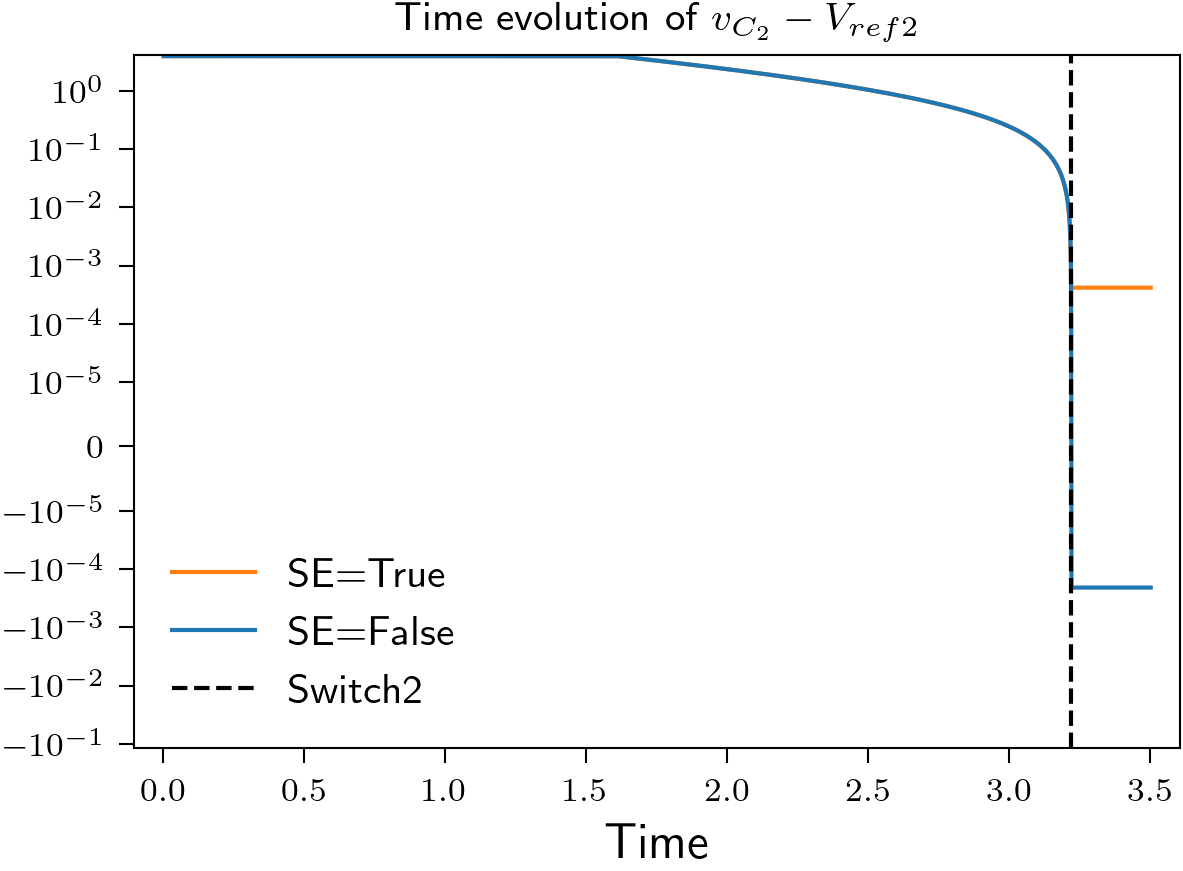 Time evolution of $v_{C_2} - V_{ref2}$
10⁰
10⁻¹
10⁻²
10⁻³
10⁻⁴
10⁻⁵
0
−10⁻⁵
−10⁻⁴
−10⁻³
−10⁻²
−10⁻¹
SE=True
SE=False
Switch2
0.0 0.5 1.0 1.5 2.0 2.5 3.0 3.5
Time